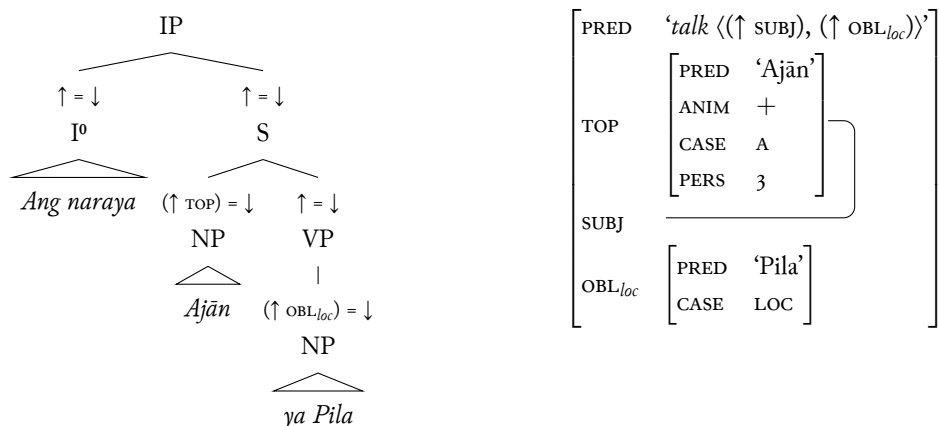 IP
↑ = ↓ ↑ = ↓
I⁰ S
Ang naraya (↑ TOP) = ↓ ↑ = ↓
NP VP
Ajān (↑ OBLloc) = ↓
NP
ya Pila
PRED ‘talk ⟨(↑ SUBJ), (↑ OBLloc)⟩’
TOP
PRED ‘Ajān’
ANIM +
CASE A
PERS 3
SUBJ
OBLloc
PRED ‘Pila’
CASE LOC